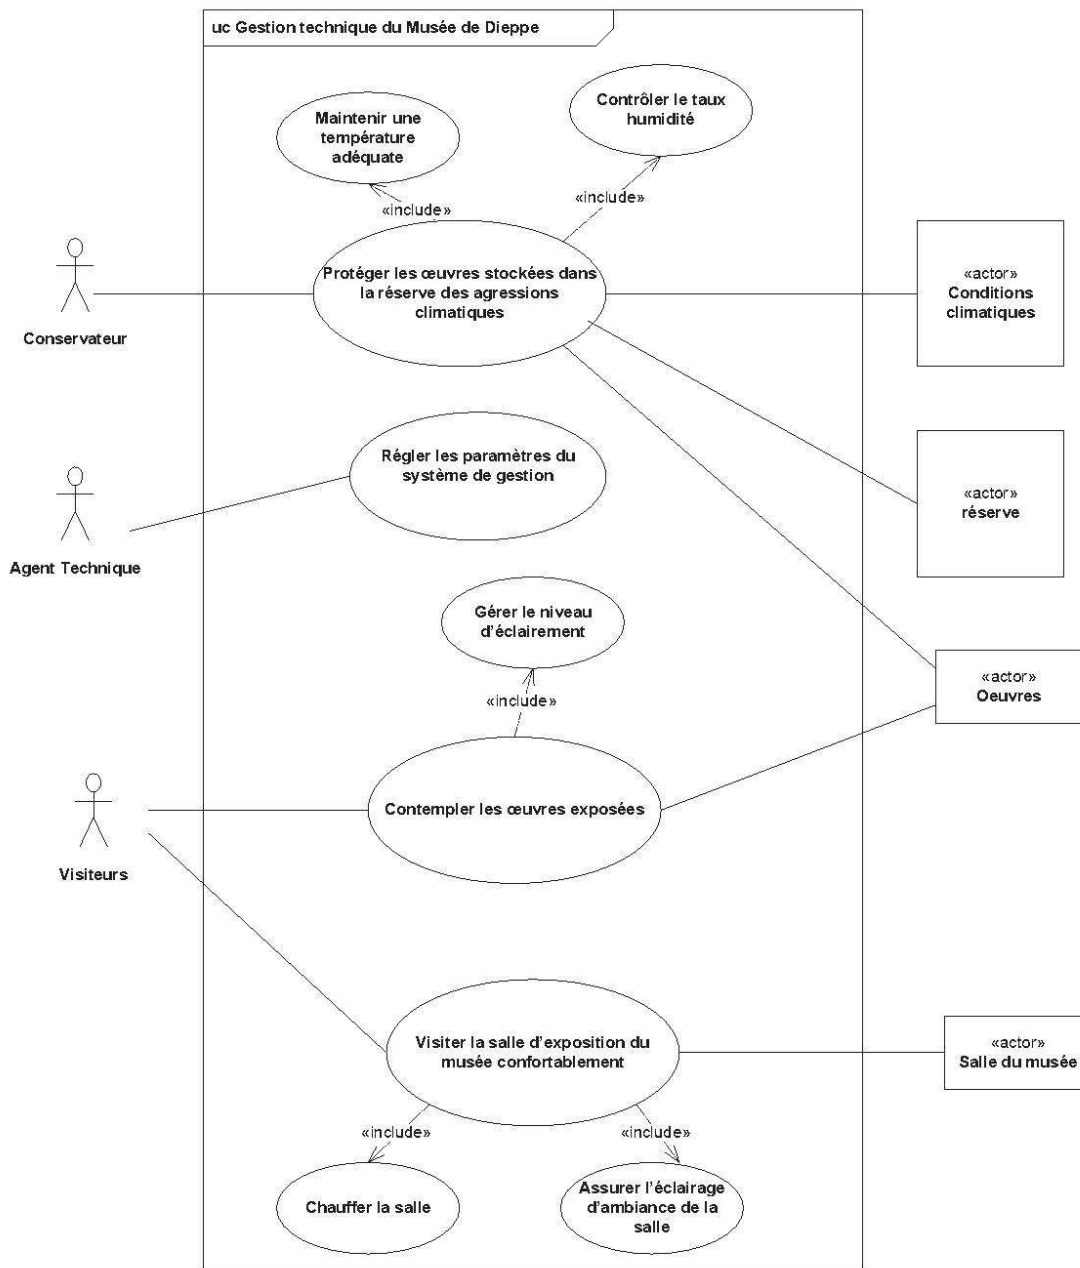 uc Gestion technique du Musée de Dieppe
Maintenir une
température
adéquate
Contrôler le taux
humidité
«include»
«include»
Protéger les œuvres stockées dans
la réserve des agressions
climatiques
Conservateur
«actor»
Conditions
climatiques
Régler les paramètres du
système de gestion
Agent Technique
«actor»
réserve
Gérer le niveau
d'éclairement
«include»
«actor»
Oeuvres
Contempler les œuvres exposées
Visiteurs
Visiter la salle d'exposition du
musée confortablement
«actor»
Salle du musée
«include»
«include»
Chauffer la salle
Assurer l'éclairage
d'ambiance de la
salle